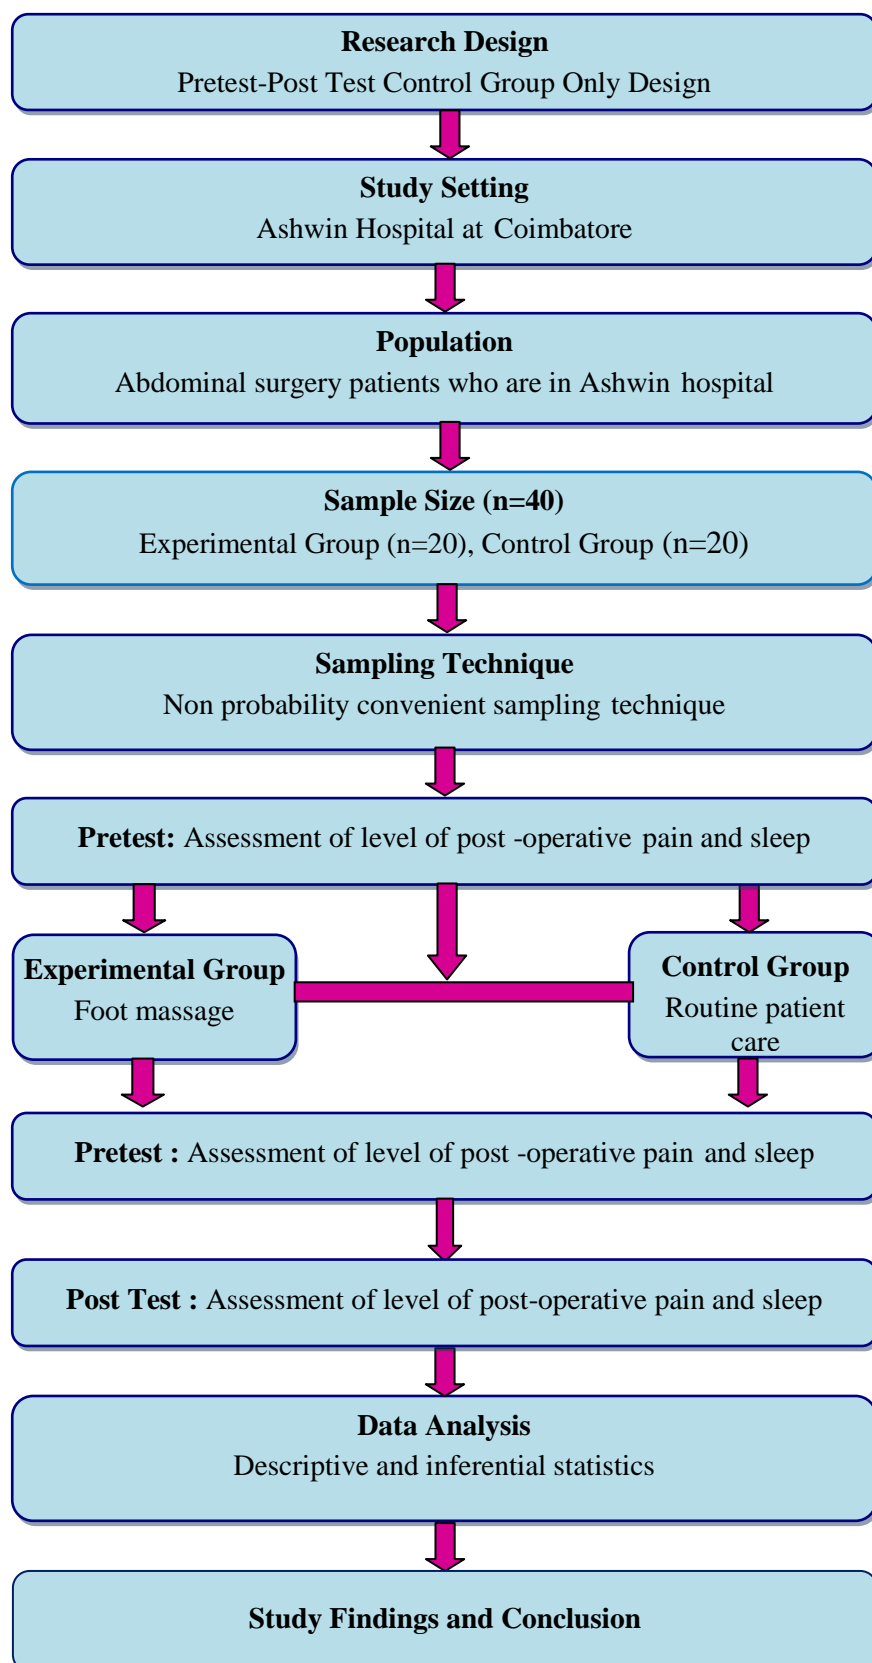 Research Design
Pretest-Post Test Control Group Only Design
Study Setting
Ashwin Hospital at Coimbatore
Population
Abdominal surgery patients who are in Ashwin hospital
Sample Size (n=40)
Experimental Group (n=20), Control Group (n=20)
Sampling Technique
Non probability convenient sampling technique
Pretest: Assessment of level of post -operative pain and sleep
Experimental Group
Foot massage
Control Group
Routine patient
care
Pretest : Assessment of level of post -operative pain and sleep
Post Test : Assessment of level of post-operative pain and sleep
Data Analysis
Descriptive and inferential statistics
Study Findings and Conclusion